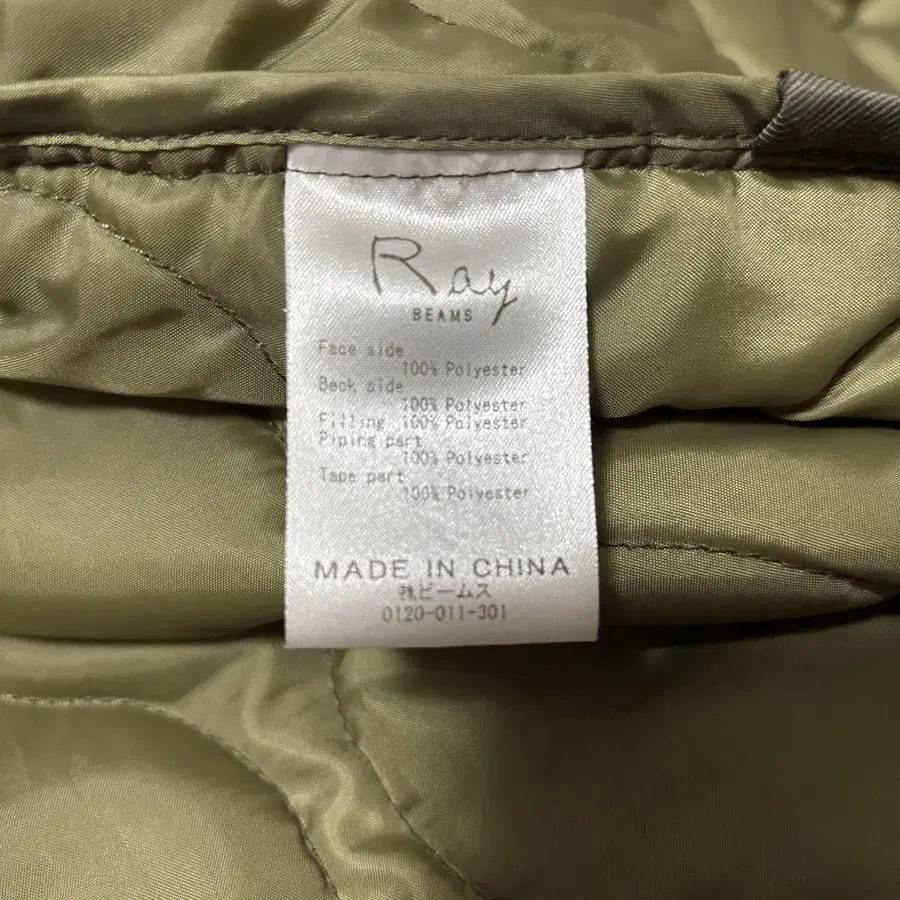 Ray
BEAMS
Face side
100% Polyester
Back side
100% Polyester
Filling 100% Polyester
Piping part
100% Polyester
Tape part
100% Polyester
MADE IN CHINA
㈱ビームス
0120-011-301